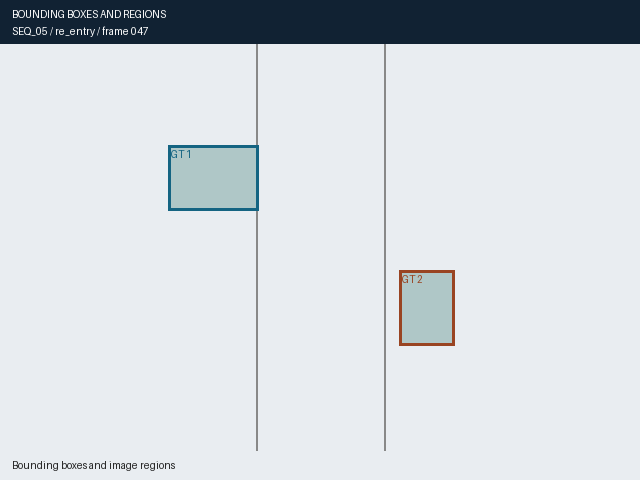 BOUNDING BOXES AND REGIONS
SEQ_05 / re_entry / frame 047
GT1
GT2
Bounding boxes and image regions